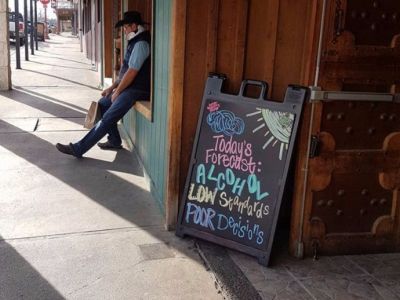 Today's
Forecast:
ALCOHOL
LOW Standards
POOR Decisions